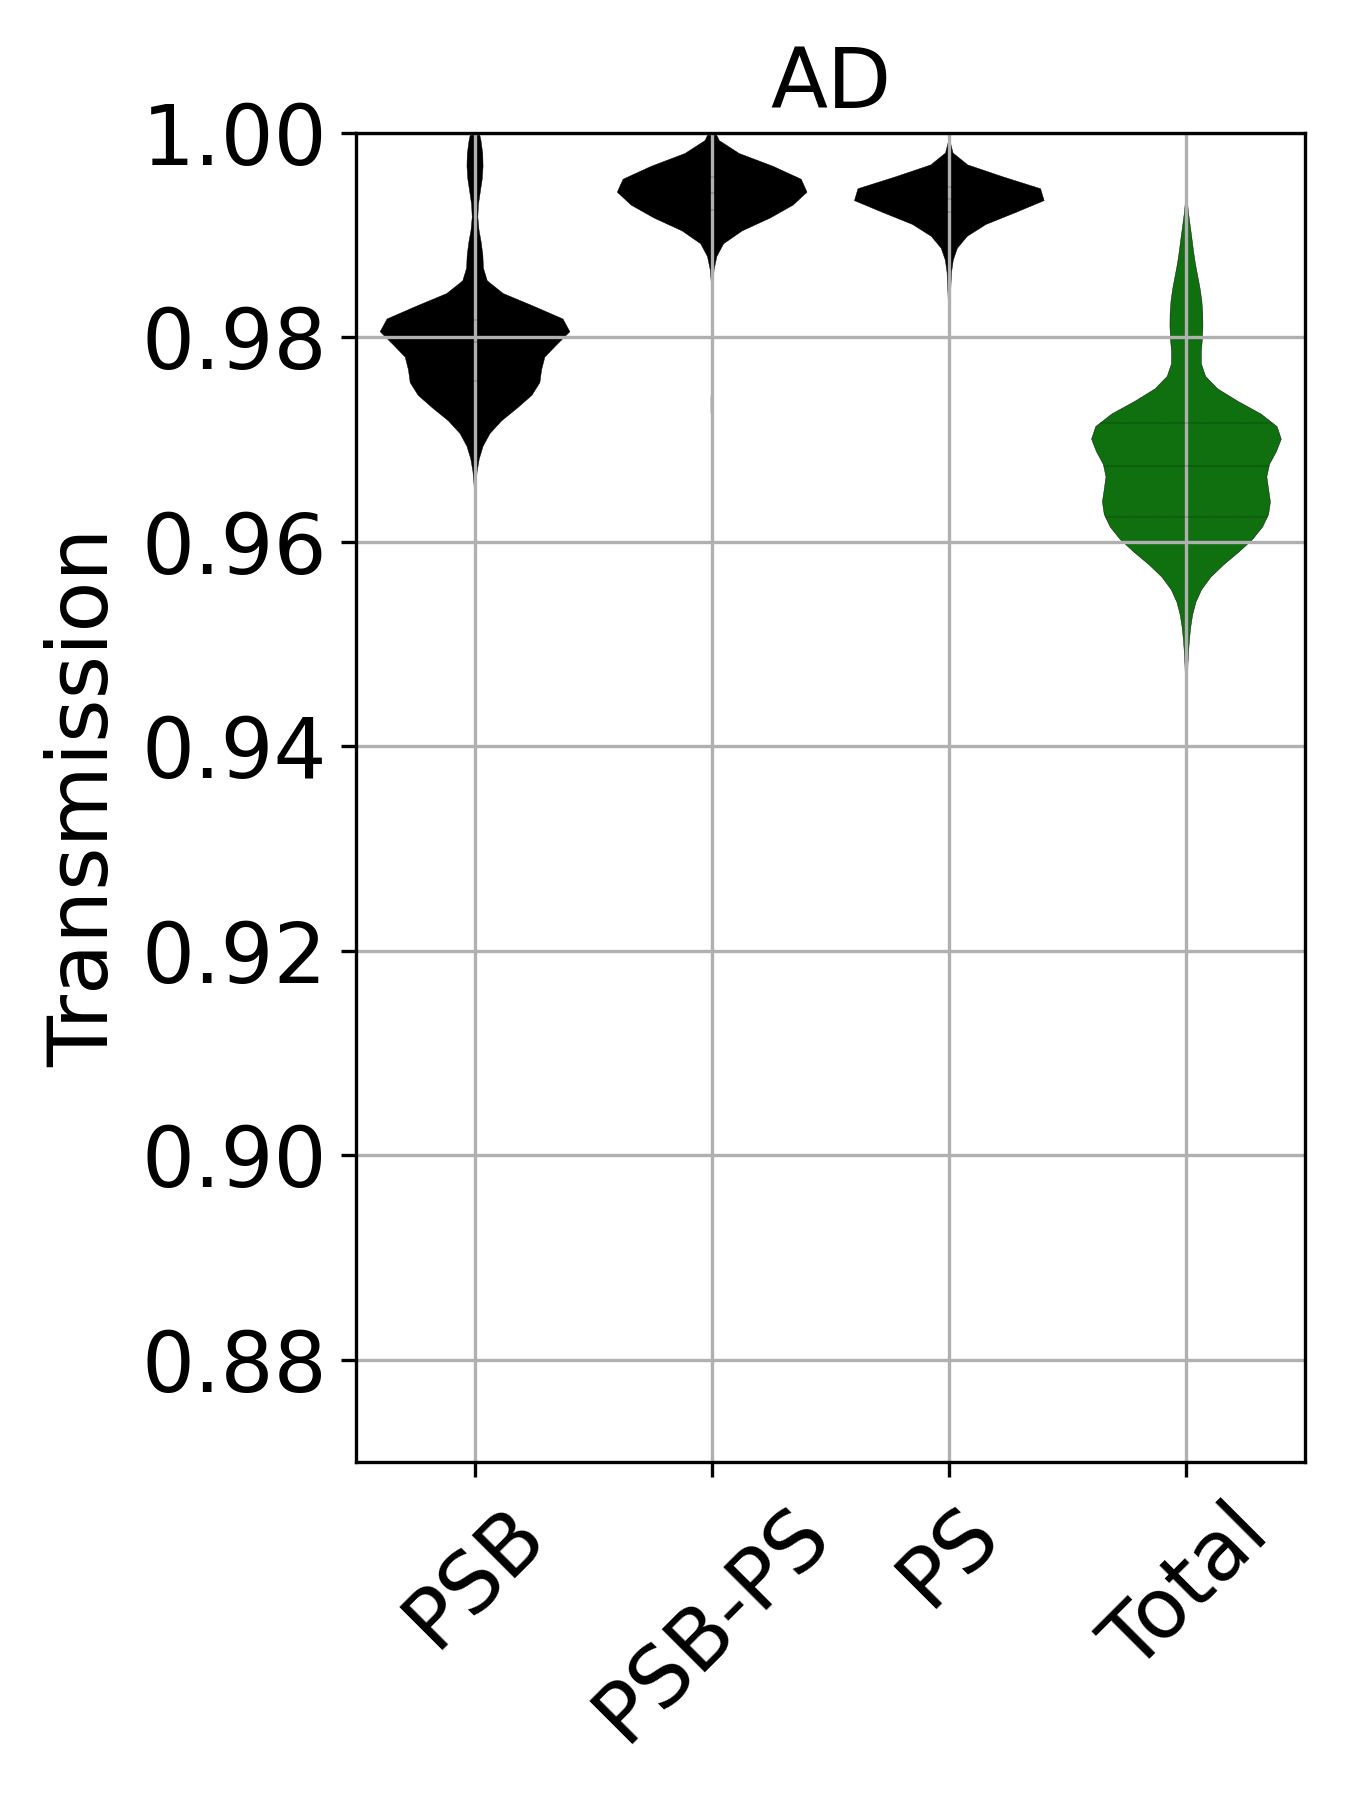 AD
1.00
0.98
0.96
0.94
0.92
0.90
0.88
Transmission
PSB
PSB-PS
PS
Total